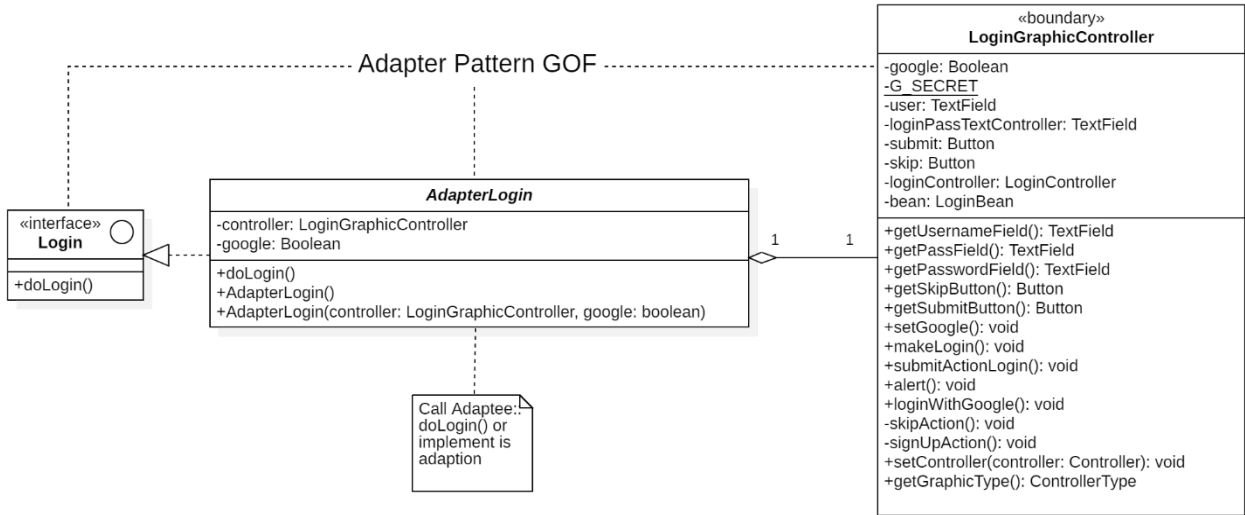 Adapter Pattern GOF
«interface»
Login
+doLogin()
AdapterLogin
-controller: LoginGraphicController
-google: Boolean
+doLogin()
+AdapterLogin()
+AdapterLogin(controller: LoginGraphicController, google: boolean)
1
1
Call Adaptee::
doLogin() or
implement is
adaption
«boundary»
LoginGraphicController
-google: Boolean
-G_SECRET
-user: TextField
-loginPassTextController: TextField
-submit: Button
-skip: Button
-loginController: LoginController
-bean: LoginBean
+getUsernameField(): TextField
+getPassField(): TextField
+getPasswordField(): TextField
+getSkipButton(): Button
+getSubmitButton(): Button
+setGoogle(): void
+makeLogin(): void
+submitActionLogin(): void
+alert(): void
+loginWithGoogle(): void
-skipAction(): void
-signUpAction(): void
+setController(controller: Controller): void
+getGraphicType(): ControllerType